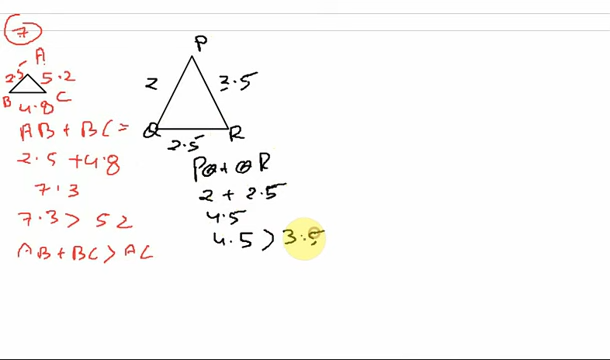 7
A
2.5 5.2
B C
4.8
AB + BC =
2.5 + 4.8
7.3
7.3 > 52
AB + BC > AC
P
2 3.5
Q R
2.5
PQ + QR
2 + 2.5
4.5
4.5 > 3.5